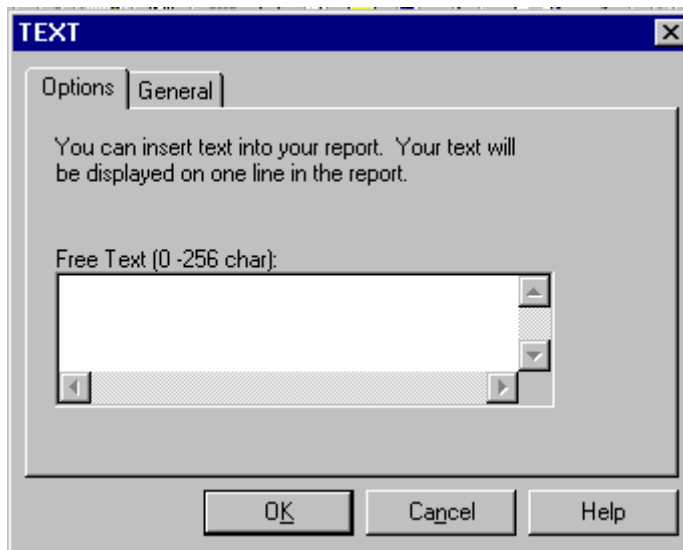 TEXT
Options
General
You can insert text into your report. Your text will
be displayed on one line in the report.
Free Text (0 -256 char):
OK
Cancel
Help